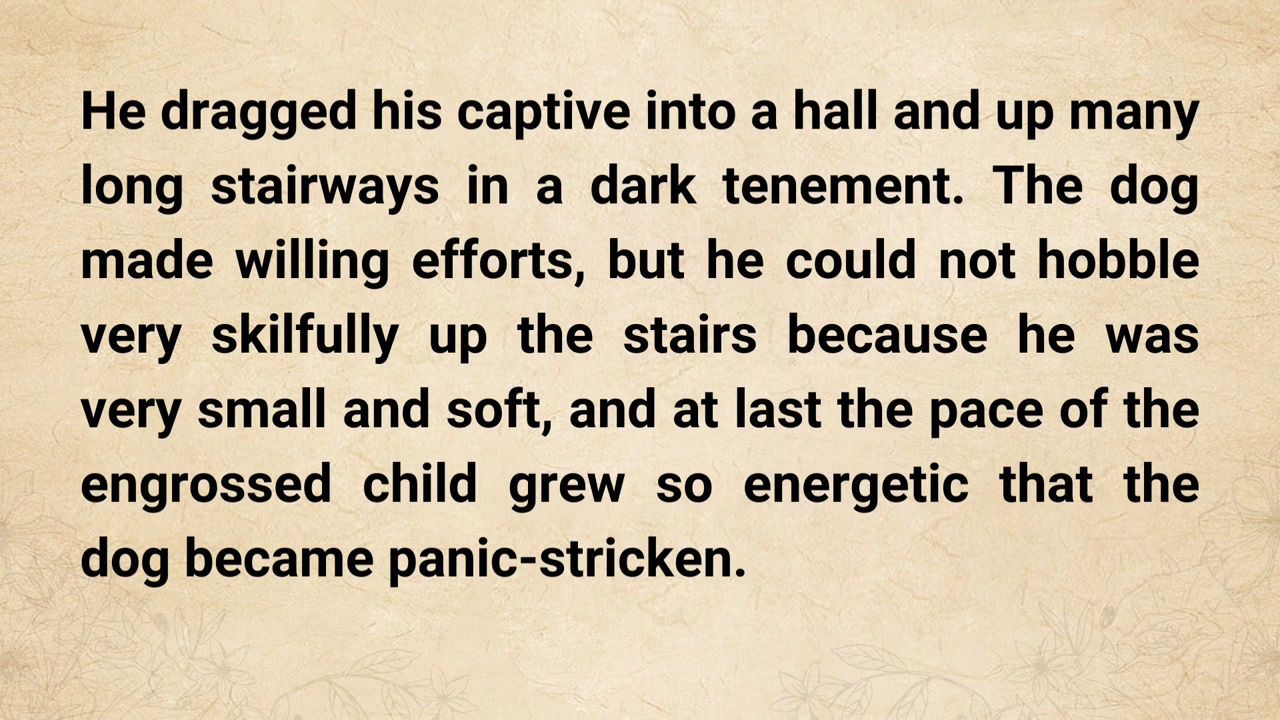 He dragged his captive into a hall and up many
long stairways in a dark tenement. The dog
made willing efforts, but he could not hobble
very skilfully up the stairs because he was
very small and soft, and at last the pace of the
engrossed child grew so energetic that the
dog became panic-stricken.